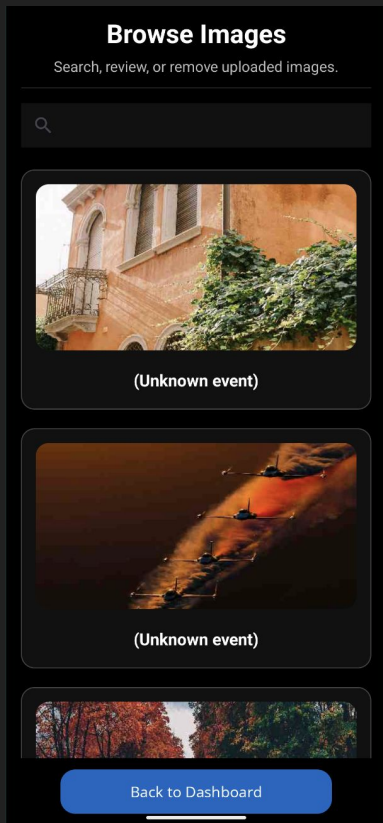 Browse Images
Search, review, or remove uploaded images.
(Unknown event)
(Unknown event)
Back to Dashboard